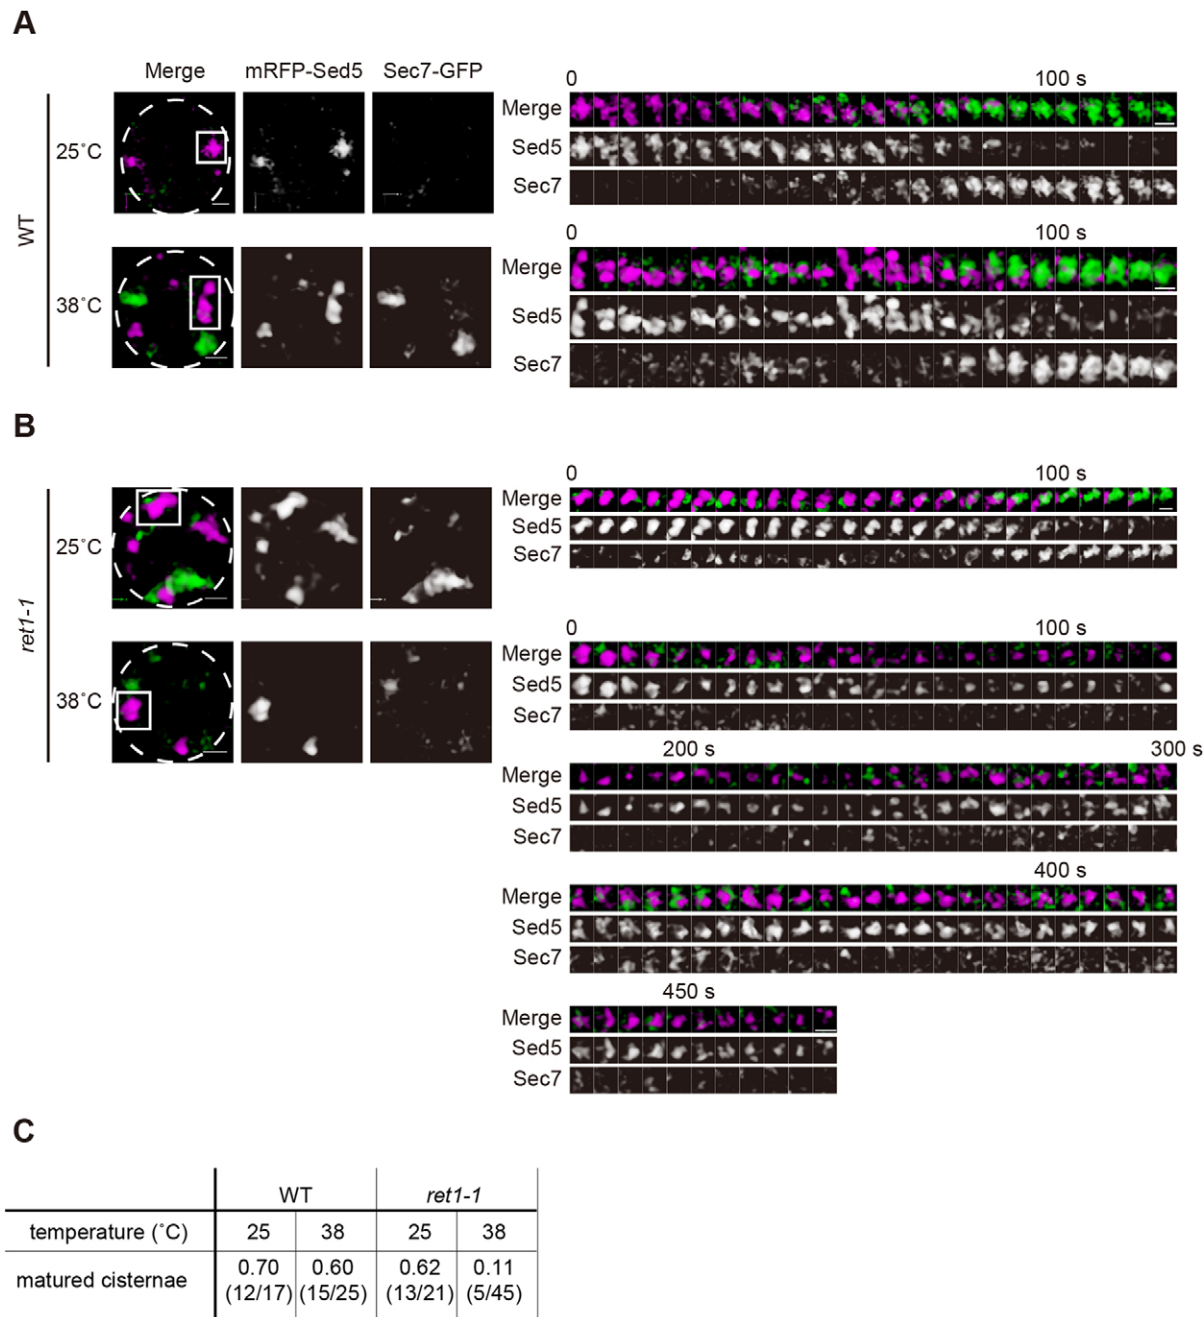 A
Merge mRFP-Sed5 Sec7-GFP
0 100 s
WT
25˚C
Merge
Sed5
Sec7
0 100 s
38˚C
Merge
Sed5
Sec7
B
0 100 s
ret1-1
25˚C
Merge
Sed5
Sec7
0 100 s
38˚C
Merge
Sed5
Sec7
200 s 300 s
Merge
Sed5
Sec7
400 s
Merge
Sed5
Sec7
450 s
Merge
Sed5
Sec7
C
WT ret1-1
temperature (˚C) 25 38 25 38
matured cisternae 0.70 0.60 0.62 0.11
(12/17) (15/25) (13/21) (5/45)